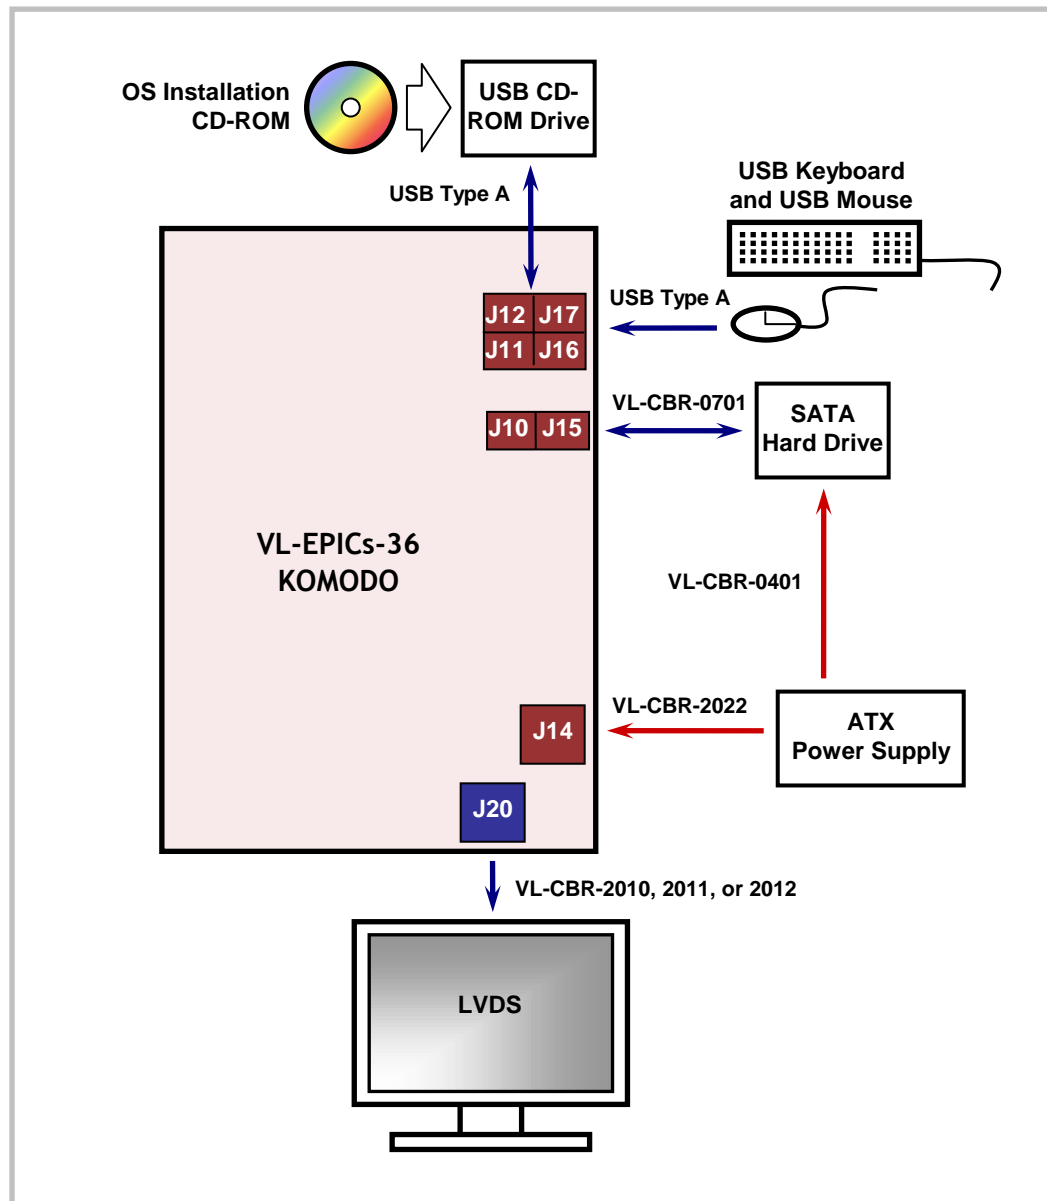 OS Installation
CD-ROM
USB CD-
ROM Drive
USB Type A
USB Keyboard
and USB Mouse
USB Type A
J12 J17
J11 J16
VL-CBR-0701
SATA
Hard Drive
J10 J15
VL-EPICs-36
KOMODO
VL-CBR-0401
VL-CBR-2022
ATX
Power Supply
J14
J20
VL-CBR-2010, 2011, or 2012
LVDS